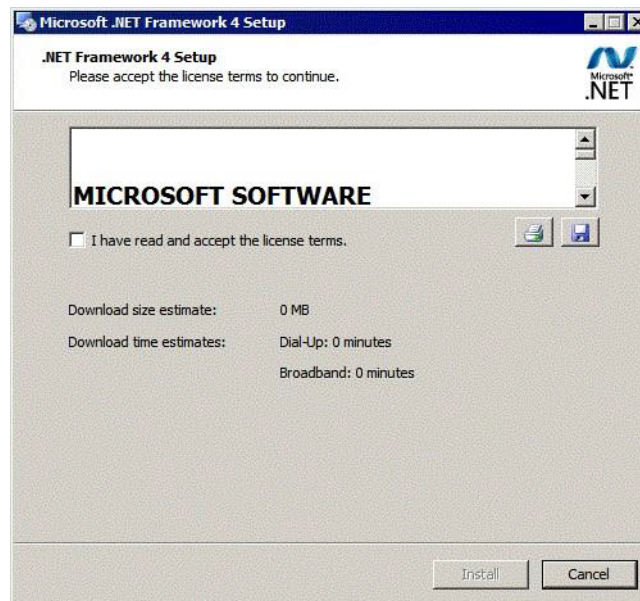 Microsoft .NET Framework 4 Setup
.NET Framework 4 Setup
Please accept the license terms to continue.
Microsoft®
.NET
MICROSOFT SOFTWARE
I have read and accept the license terms.
Download size estimate: 0 MB
Download time estimates: Dial-Up: 0 minutes
Broadband: 0 minutes
Install Cancel